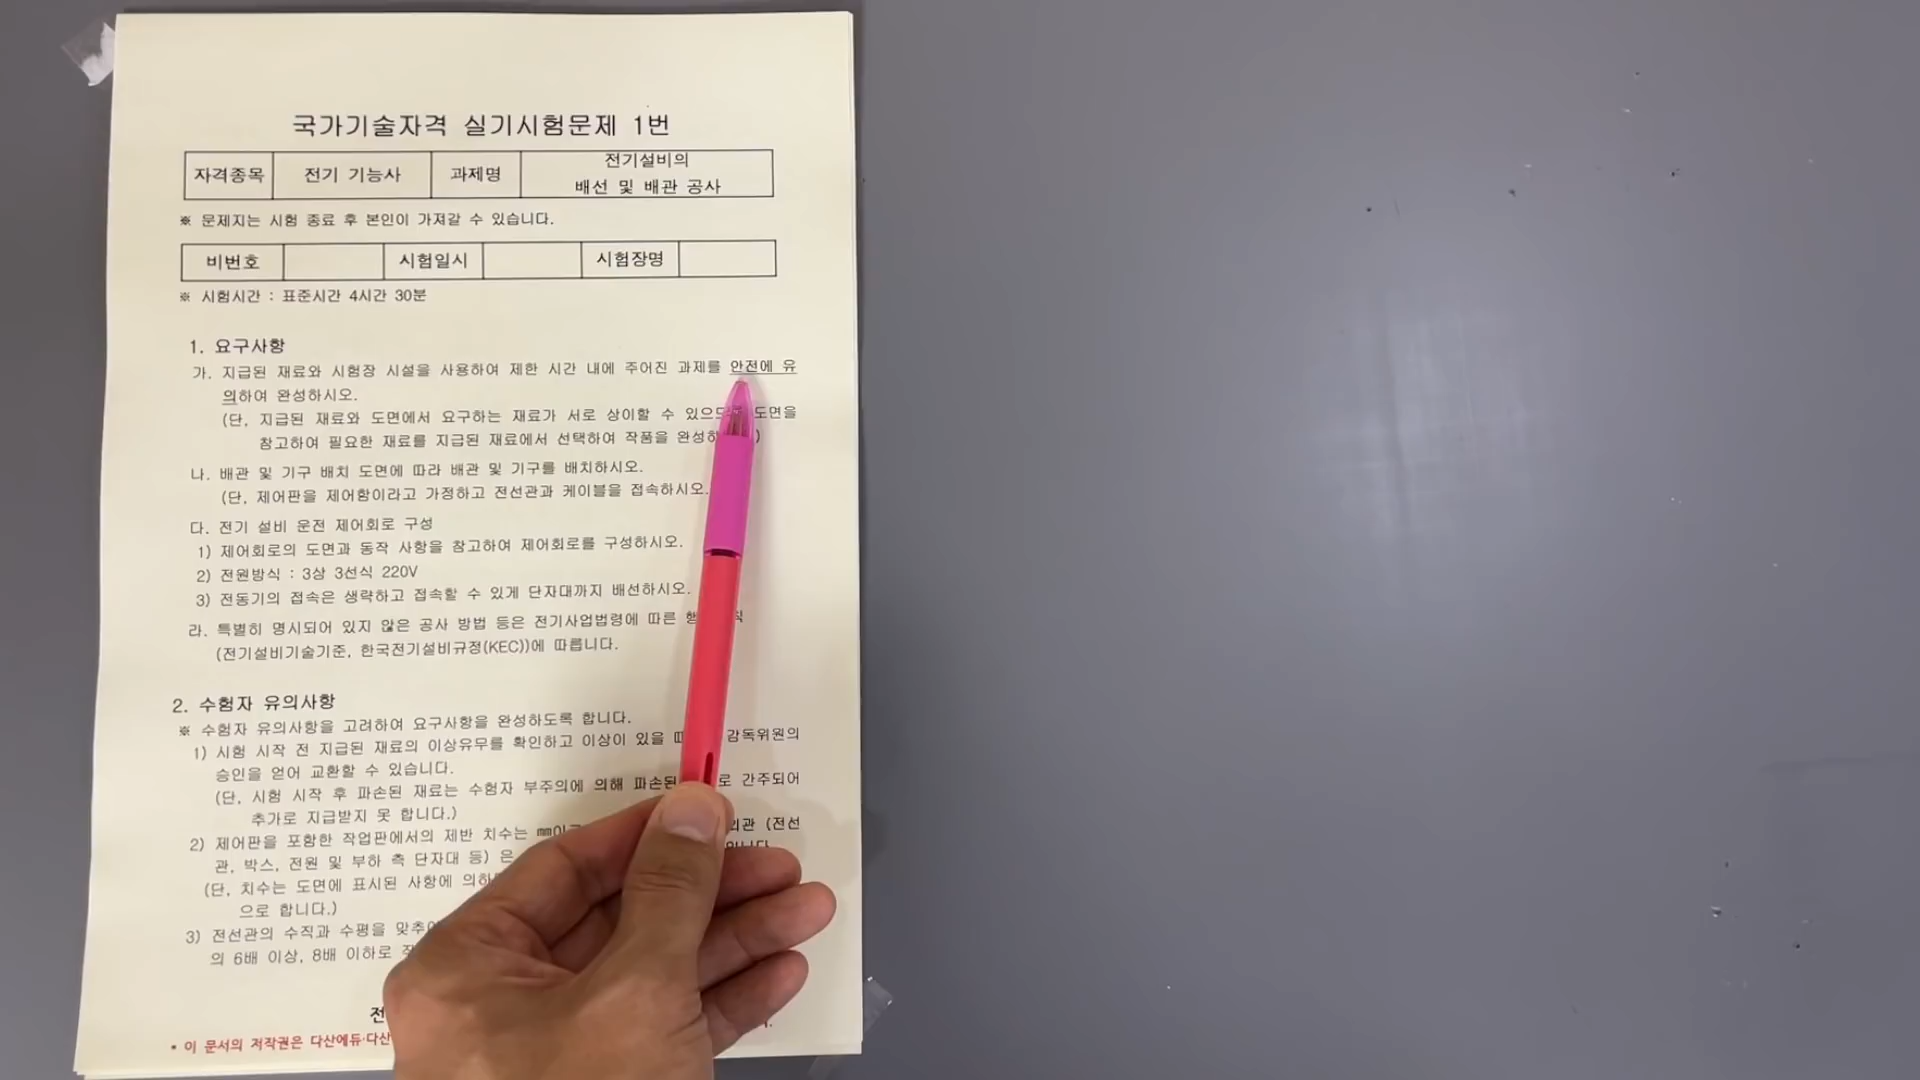 국가기술자격 실기시험문제 1번
자격종목 전기 기능사 과제명 전기설비의
배선 및 배관 공사
※ 문제지는 시험 종료 후 본인이 가져갈 수 있습니다.
비번호 시험일시 시험장명
※ 시험시간 : 표준시간 4시간 30분
1. 요구사항
가. 지급된 재료와 시험장 시설을 사용하여 제한 시간 내에 주어진 과제를 안전에 유
의하여 완성하시오.
(단, 지급된 재료와 도면에서 요구하는 재료가 서로 상이할 수 있으 도면을
참고하여 필요한 재료를 지급된 재료에서 선택하여 작품을 완성 )
나. 배관 및 기구 배치 도면에 따라 배관 및 기구를 배치하시오.
(단, 제어판을 제어함이라고 가정하고 전선관과 케이블을 접속하시오.
다. 전기 설비 운전 제어회로 구성
1) 제어회로의 도면과 동작 사항을 참고하여 제어회로를 구성하시오.
2) 전원방식 : 3상 3선식 220V
3) 전동기의 접속은 생략하고 접속할 수 있게 단자대까지 배선하시오.
라. 특별히 명시되어 있지 않은 공사 방법 등은 전기사업법령에 따른
(전기설비기술기준, 한국전기설비규정(KEC))에 따릅니다.
2. 수험자 유의사항
※ 수험자 유의사항을 고려하여 요구사항을 완성하도록 합니다.
1) 시험 시작 전 지급된 재료의 이상유무를 확인하고 이상이 있을 감독위원의
승인을 얻어 교환할 수 있습니다.
(단, 시험 시작 후 파손된 재료는 수험자 부주의에 의해 파손된 로 간주되어
추가로 지급받지 못 합니다.)
2) 제어판을 포함한 작업판에서의 제반 치수는 ㎜ 외관 (전선
관, 박스, 전원 및 부하 측 단자대 등) 은
(단, 치수는 도면에 표시된 사항에
으로 합니다.)
3) 전선관의 수직과 수평을
의 6배 이상, 8배 이하로
• 이 문서의 저작권은 다산에듀·다산